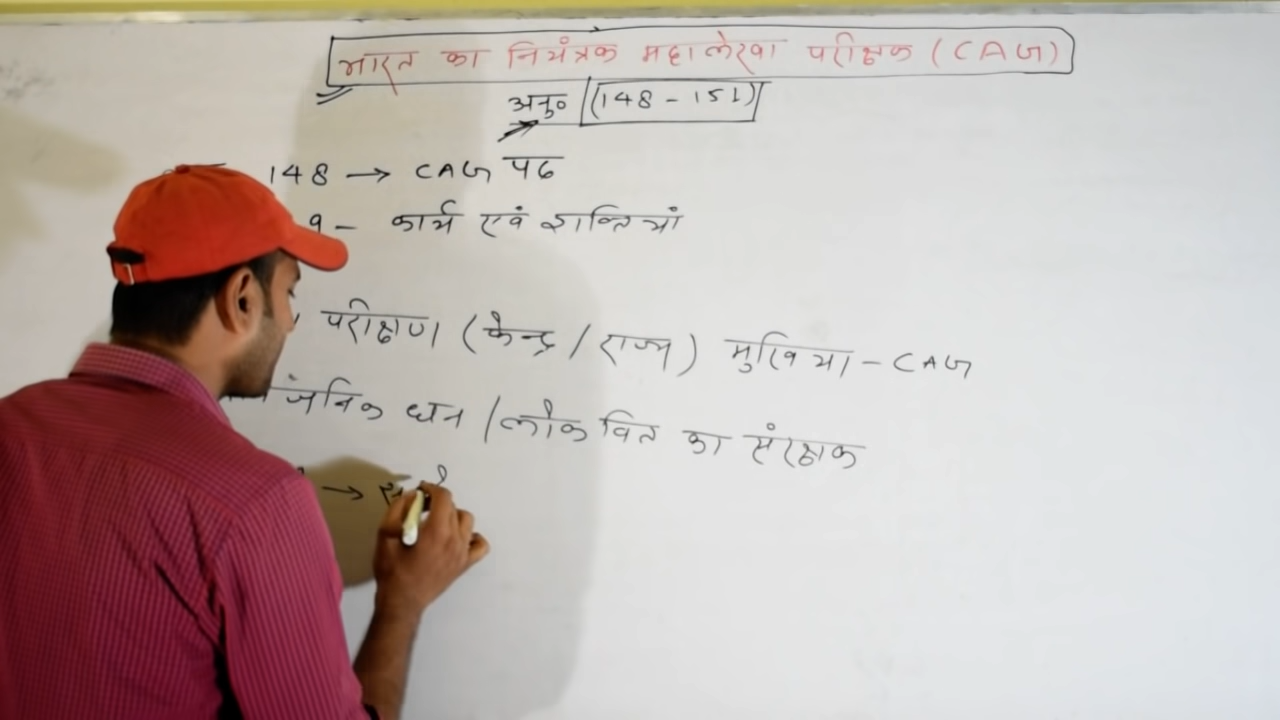 भारत का नियंत्रक महालेखा परीक्षक (CAG)
अनु० (148 - 151)
148 → CAG पद
9 - कार्य एवं शक्तियां
परीक्षण (केन्द्र / राज्य) मुखिया - CAG
जनिक धन / लोक वित्त का संरक्षक
→